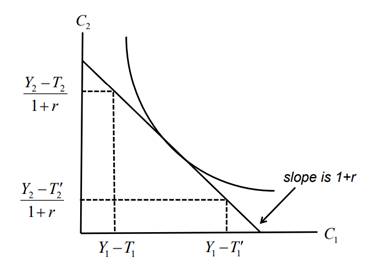 C₂
Y₂ – T₂
1 + r
slope is 1+r
Y₂ – T₂′
1 + r
C₁
Y₁ – T₁
Y₁ – T₁′